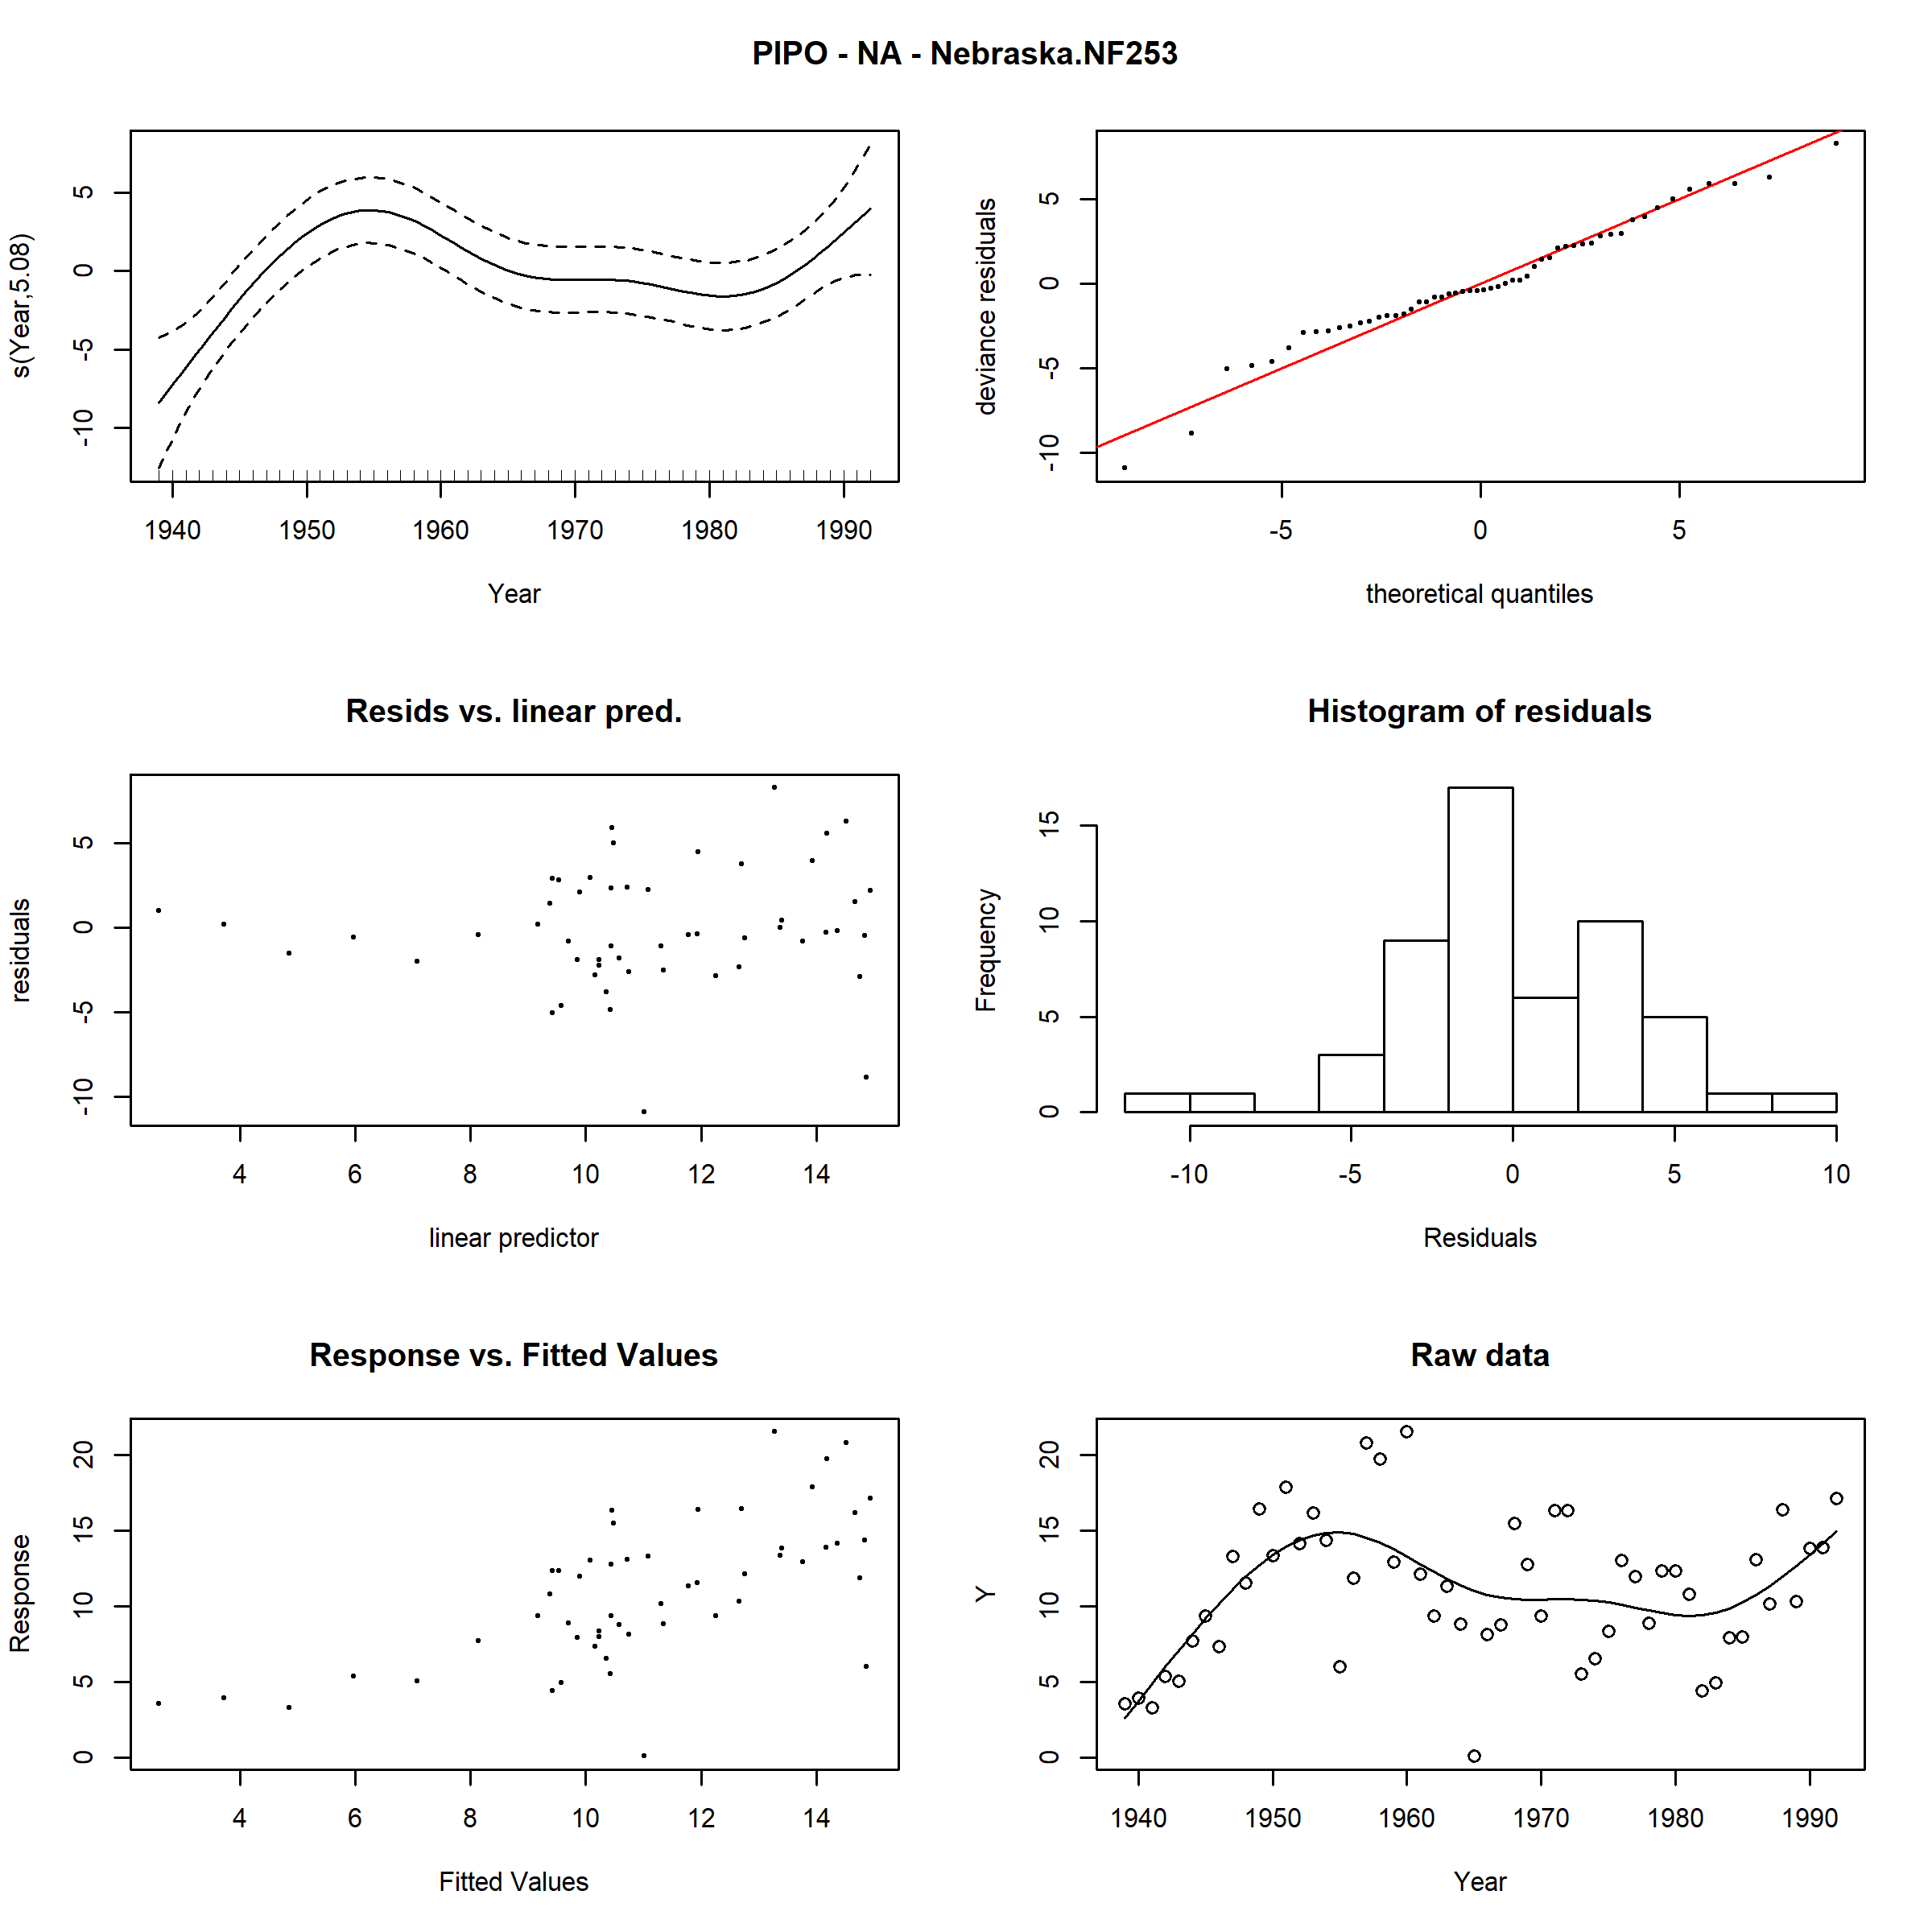 PIPO - NA - Nebraska.NF253
s(Year,5.08)
5
0
-5
-10
1940 1950 1960 1970 1980 1990
Year
deviance residuals
5
0
-5
-10
-5 0 5
theoretical quantiles
Resids vs. linear pred.
residuals
5
0
-5
-10
4 6 8 10 12 14
linear predictor
Histogram of residuals
Frequency
15
10
5
0
-10 -5 0 5 10
Residuals
Response vs. Fitted Values
Response
20
15
10
5
0
4 6 8 10 12 14
Fitted Values
Raw data
Y
20
15
10
5
0
1940 1950 1960 1970 1980 1990
Year